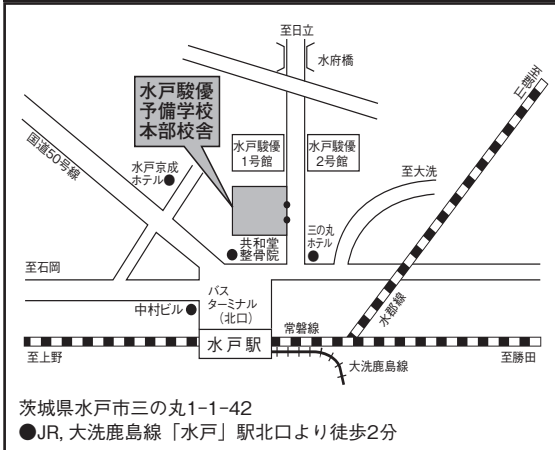 至日立
水府橋
至郡山
水戸駿優
予備学校
本部校舎
国道50号線
水戸京成
ホテル
水戸駿優
1号館
水戸駿優
2号館
至大洗
共和堂
整骨院
三の丸
ホテル
至石岡
バス
ターミナル
(北口)
中村ビル
水郡線
常磐線
水戸駅
至上野
至勝田
大洗鹿島線
茨城県水戸市三の丸1-1-42
●JR, 大洗鹿島線「水戸」駅北口より徒歩2分